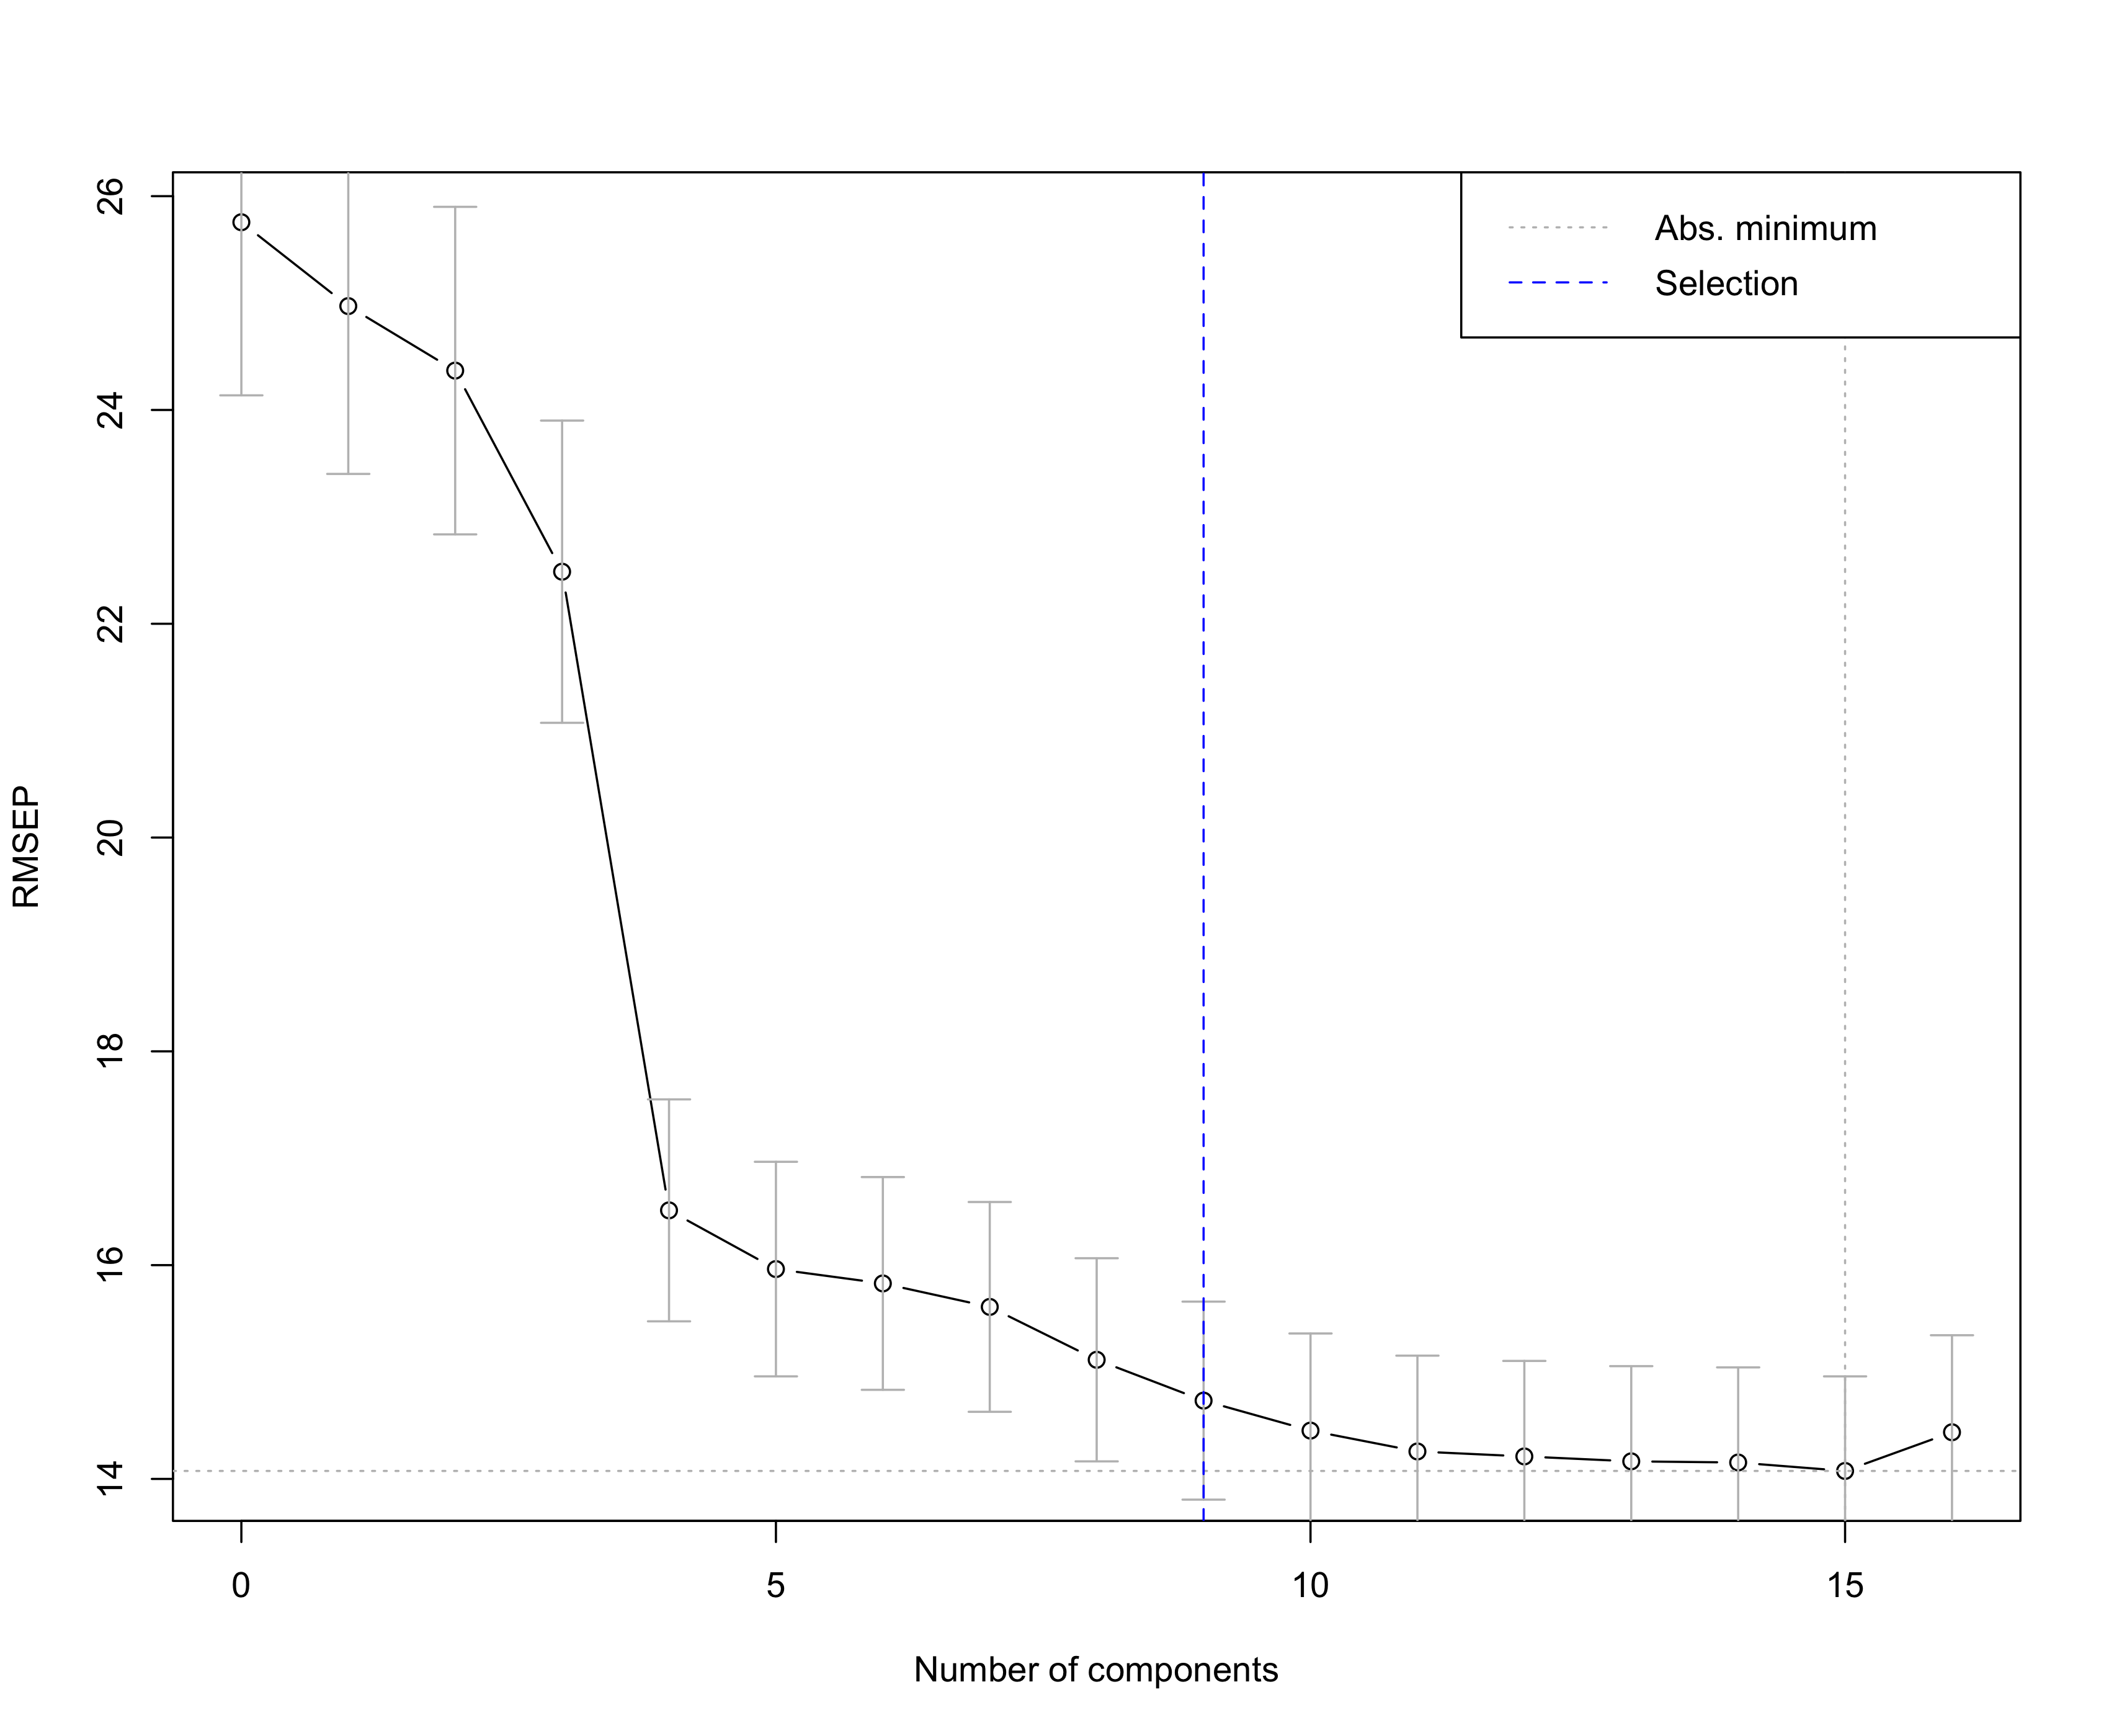 Abs. minimum
Selection
26
24
22
20
18
16
14
RMSEP
0 5 10 15
Number of components